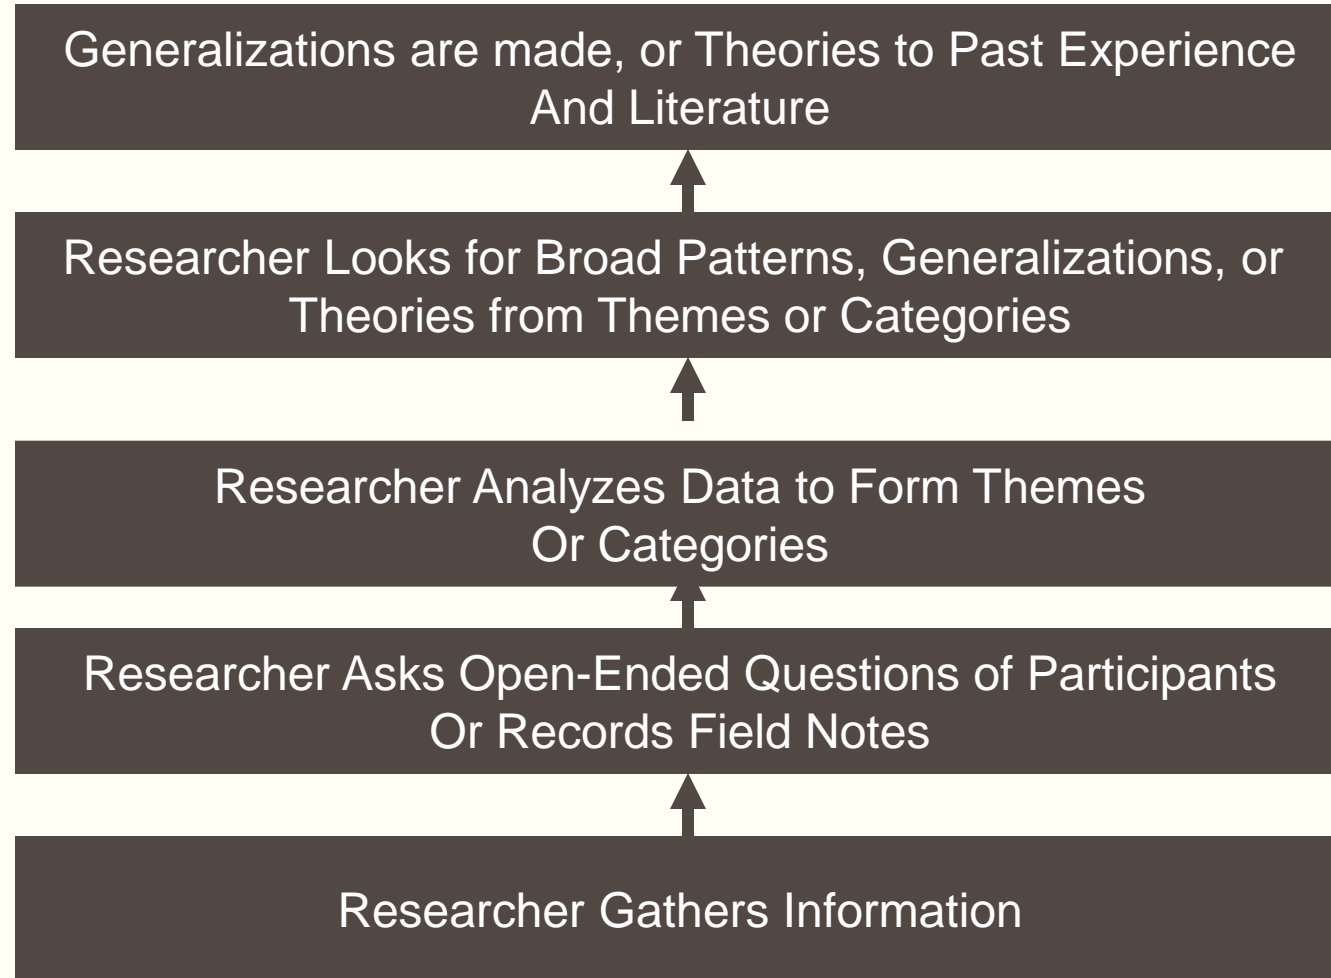 Generalizations are made, or Theories to Past Experience
And Literature
Researcher Looks for Broad Patterns, Generalizations, or
Theories from Themes or Categories
Researcher Analyzes Data to Form Themes
Or Categories
Researcher Asks Open-Ended Questions of Participants
Or Records Field Notes
Researcher Gathers Information